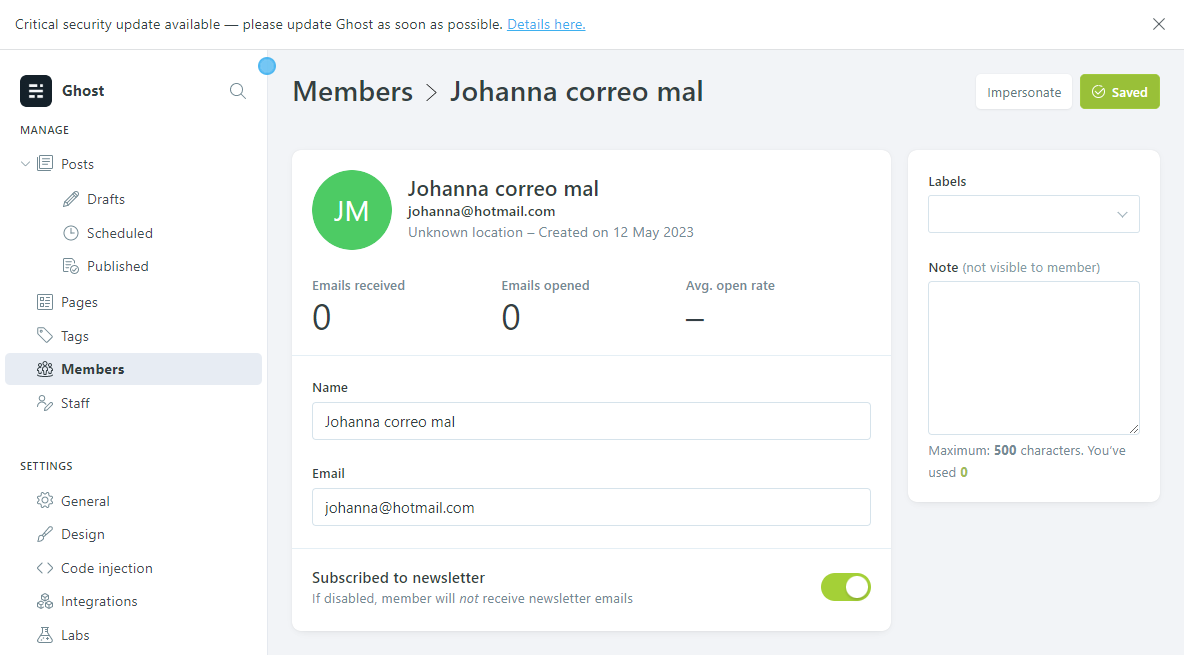 Critical security update available — please update Ghost as soon as possible. Details here.
Ghost
MANAGE
Posts
Drafts
Scheduled
Published
Pages
Tags
Members
Staff
SETTINGS
General
Design
Code injection
Integrations
Labs
Members > Johanna correo mal
Impersonate
Saved
JM
Johanna correo mal
johanna@hotmail.com
Unknown location – Created on 12 May 2023
Emails received
0
Emails opened
0
Avg. open rate
–
Name
Johanna correo mal
Email
johanna@hotmail.com
Subscribed to newsletter
If disabled, member will not receive newsletter emails
Labels
Note (not visible to member)
Maximum: 500 characters. You've
used 0